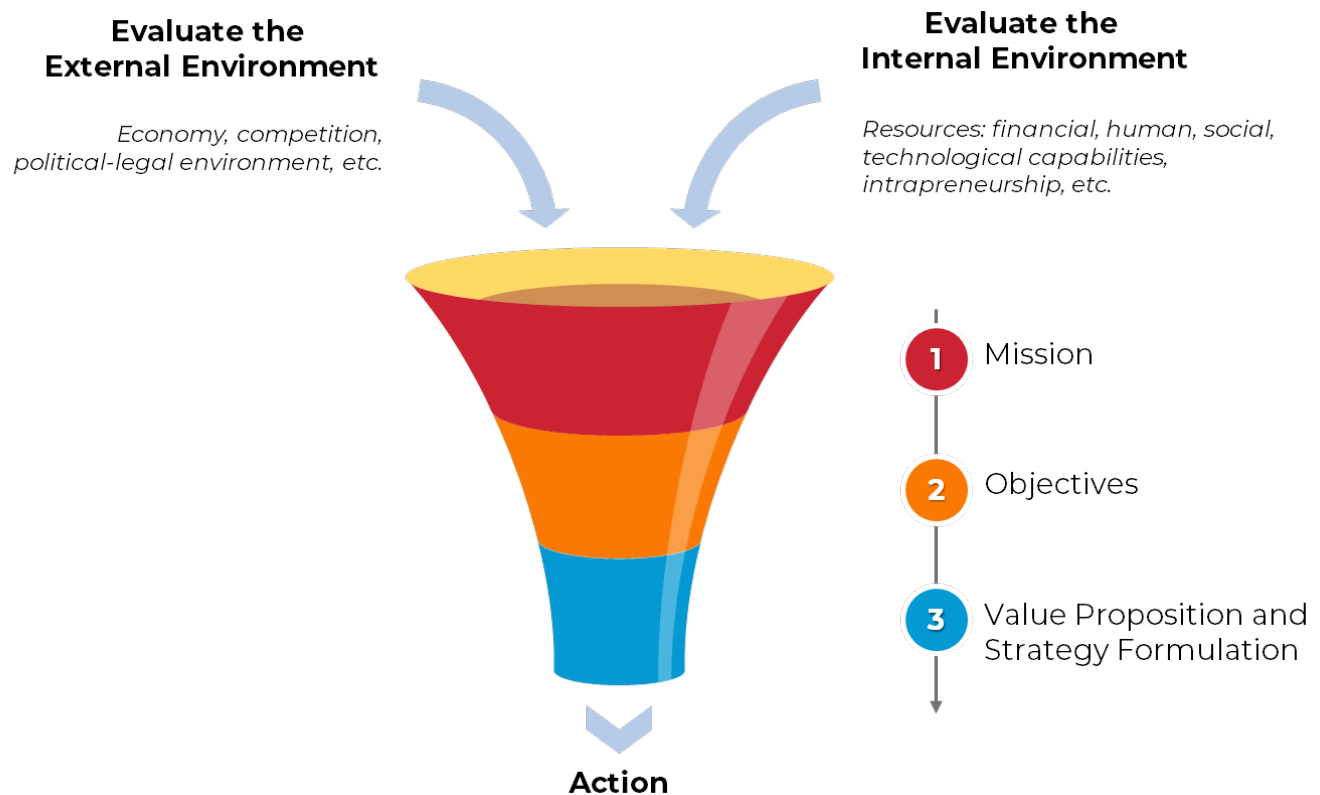 Evaluate the
External Environment
Economy, competition,
political-legal environment, etc.
Evaluate the
Internal Environment
Resources: financial, human, social,
technological capabilities,
intrapreneurship, etc.
1 Mission
2 Objectives
3 Value Proposition and
Strategy Formulation
Action